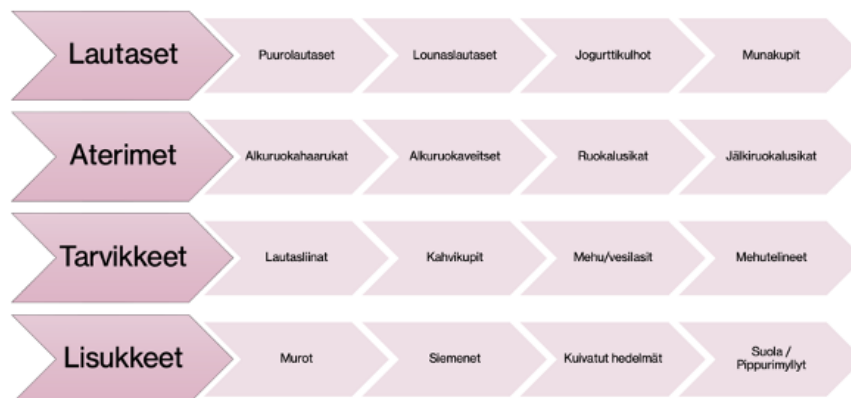 Lautaset
Puurolautaset
Lounaslautaset
Jogurttikulhot
Munakupit
Aterimet
Alkuruokahaarukat
Alkuruokaveitset
Ruokalusikat
Jälkiruokalusikat
Tarvikkeet
Lautasliinat
Kahvikupit
Mehu/vesilasit
Mehutelineet
Lisukkeet
Murot
Siemenet
Kuivatut hedelmät
Suola /
Pippurimyllyt